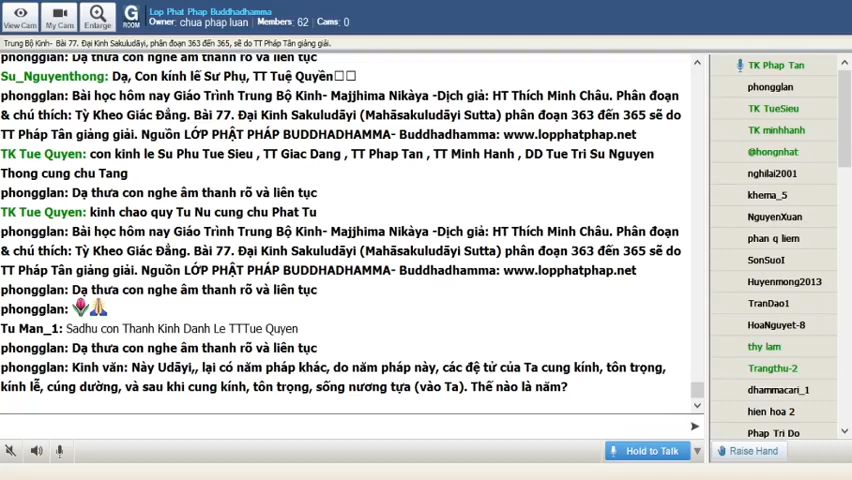 Lop Phat Phap Buddhadhamma
Owner: chua phap luan Members: 62 Cams: 0
View Cam My Cam Enlarge G ROOM
Trung Bộ Kinh- Bài 77. Đại Kinh Sakuludāyi, phân đoạn 363 đến 365, sẽ do TT Pháp Tân giảng giải.
phongglan: Dạ thưa con nghe âm thanh rõ và liên tục
Su_Nguyenthong: Dạ, Con kính lễ Sư Phụ, TT Tuệ Quyền
phongglan: Bài học hôm nay Giáo Trình Trung Bộ Kinh- Majjhima Nikàya -Dịch giả: HT Thích Minh Châu. Phân đoạn
& chú thích: Tỳ Kheo Giác Đẳng. Bài 77. Đại Kinh Sakuludāyi (Mahāsakuludāyi Sutta) phân đoạn 363 đến 365 sẽ do
TT Pháp Tân giảng giải. Nguồn LỚP PHẬT PHÁP BUDDHADHAMMA- Buddhadhamma: www.lopphatphap.net
TK Tue Quyen: con kinh le Su Phu Tue Sieu , TT Giac Dang , TT Phap Tan , TT Minh Hanh , DD Tue Tri Su Nguyen
Thong cung chu Tang
phongglan: Dạ thưa con nghe âm thanh rõ và liên tục
TK Tue Quyen: kinh chao quy Tu Nu cung chu Phat Tu
phongglan: Bài học hôm nay Giáo Trình Trung Bộ Kinh- Majjhima Nikàya -Dịch giả: HT Thích Minh Châu. Phân đoạn
& chú thích: Tỳ Kheo Giác Đẳng. Bài 77. Đại Kinh Sakuludāyi (Mahāsakuludāyi Sutta) phân đoạn 363 đến 365 sẽ do
TT Pháp Tân giảng giải. Nguồn LỚP PHẬT PHÁP BUDDHADHAMMA- Buddhadhamma: www.lopphatphap.net
phongglan: Dạ thưa con nghe âm thanh rõ và liên tục
phongglan:
Tu Man_1: Sadhu con Thanh Kinh Danh Le TTTue Quyen
phongglan: Dạ thưa con nghe âm thanh rõ và liên tục
phongglan: Kinh văn: Này Udāyi,, lại có năm pháp khác, do năm pháp này, các đệ tử của Ta cung kính, tôn trọng,
kính lễ, cúng dường, và sau khi cung kính, tôn trọng, sống nương tựa (vào Ta). Thế nào là năm?
Hold to Talk
TK Phap Tan
phongglan
TK TueSieu
TK minhhanh
@hongnhat
nghilai2001
khema_5
NguyenXuan
phan q liem
SonSuoI
Huyenmong2013
TranDao1
HoaNguyet-8
thy lam
Trangthu-2
dhammacari_1
hien hoa 2
Phap Tri Do
Raise Hand